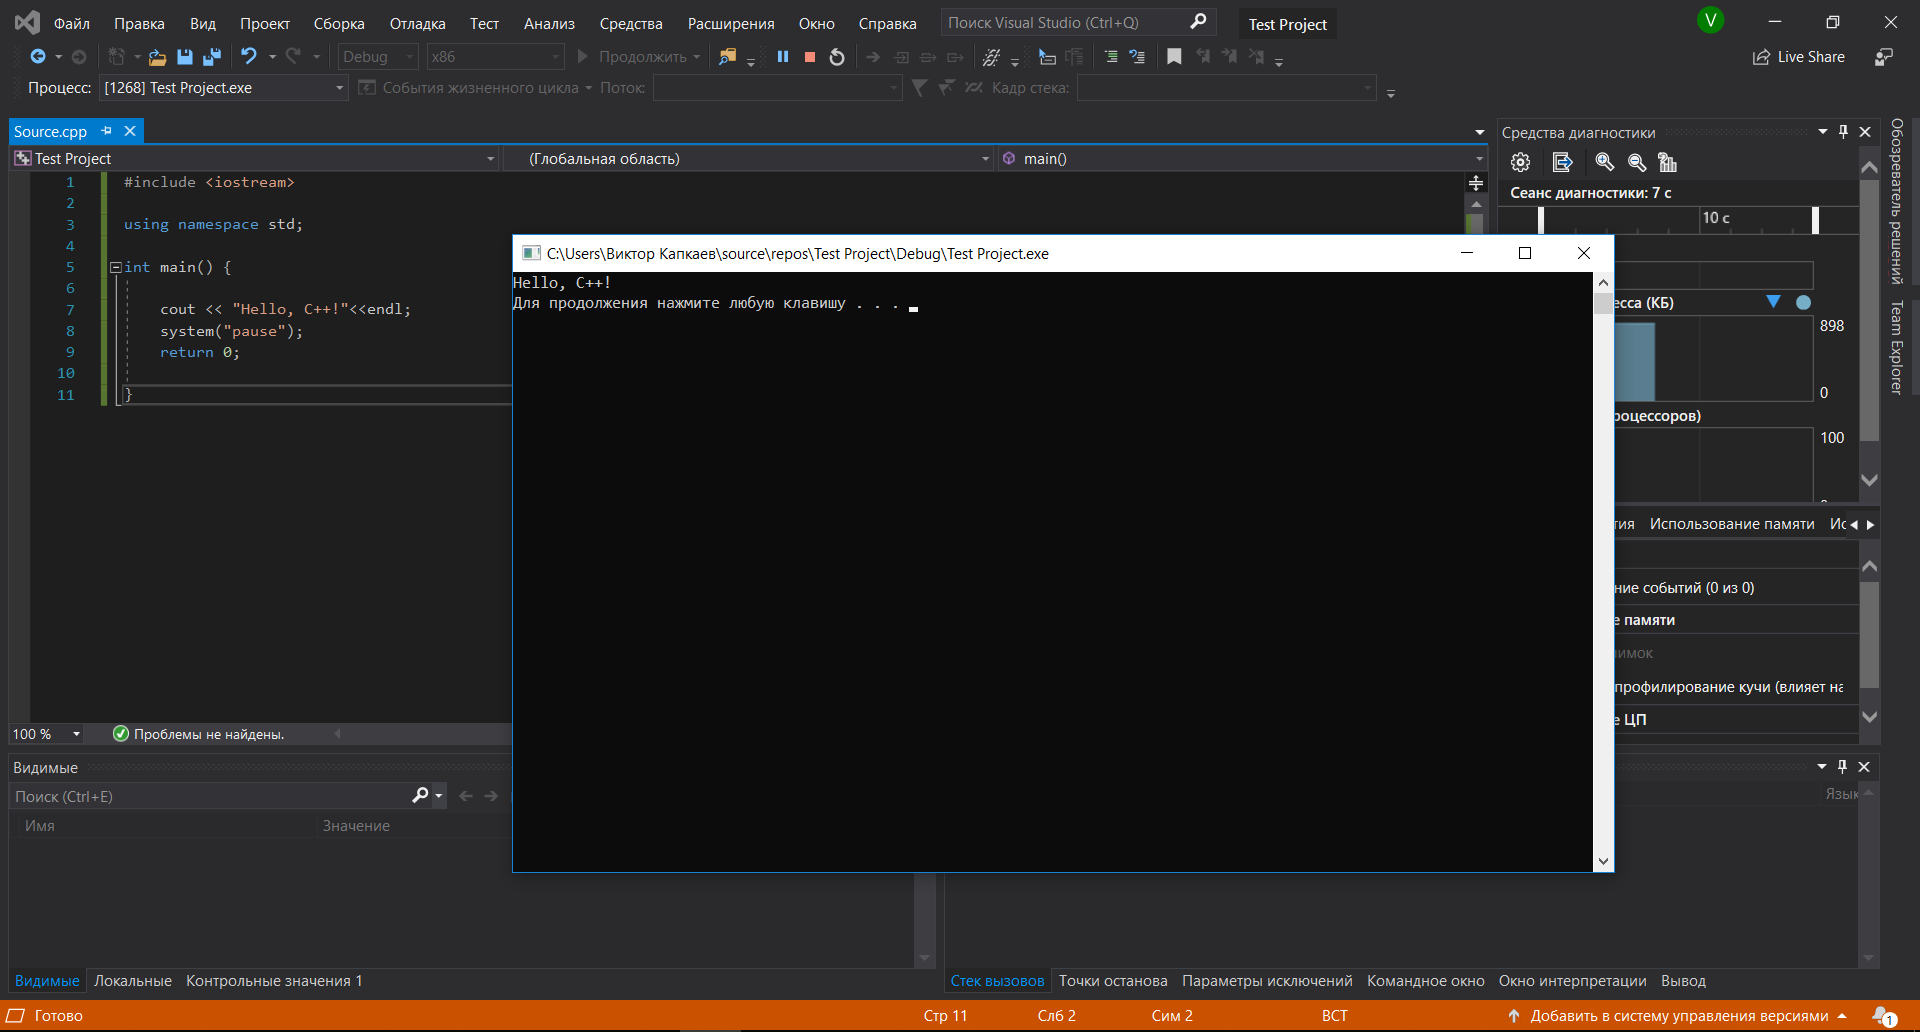 Файл Правка Вид Проект Сборка Отладка Тест Анализ Средства Расширения Окно Справка Поиск Visual Studio (Ctrl+Q) Test Project V
Debug x86 Продолжить Live Share
Процесс: [1268] Test Project.exe События жизненного цикла Поток: Кадр стека:
Source.cpp
Test Project (Глобальная область) main()
1 #include <iostream>
2
3 using namespace std;
4
5 int main() {
6
7 cout << "Hello, C++!"<<endl;
8 system("pause");
9 return 0;
10
11 }
C:\Users\Виктор Капкаев\source\repos\Test Project\Debug\Test Project.exe
Hello, C++!
Для продолжения нажмите любую клавишу . . .
Средства диагностики
Сеанс диагностики: 7 с
10 с
есса (КБ)
898
0
роцессоров)
100
тия Использование памяти Ис
ние событий (0 из 0)
е памяти
имок
профилирование кучи (влияет на
е ЦП
Обозреватель решений
Team Explorer
100 % Проблемы не найдены.
Видимые
Поиск (Ctrl+E)
Имя Значение
Язык
Видимые Локальные Контрольные значения 1
Стек вызовов Точки останова Параметры исключений Командное окно Окно интерпретации Вывод
Готово Стр 11 Слб 2 Сим 2 ВСТ Добавить в систему управления версиями 1